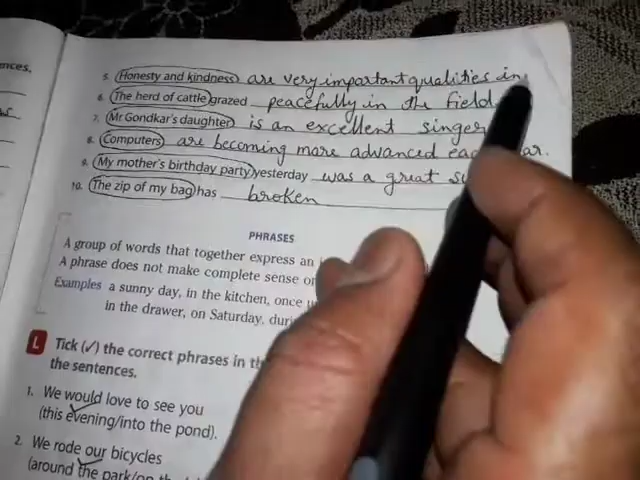 ences.
5. Honesty and kindness are very important qualities in
6. The herd of cattle grazed peacefully in the field
7. Mr Gondkar's daughter is an excellent singer
8. Computers are becoming more advanced
9. My mother's birthday party yesterday was a great
10. The zip of my bag has broken
PHRASES
A group of words that together express an
A phrase does not make complete sense
Examples a sunny day, in the kitchen, once
in the drawer, on Saturday,
L Tick (✓) the correct phrases in
the sentences.
1. We would love to see you
(this evening/into the pond).
2. We rode our bicycles
(around the park/on